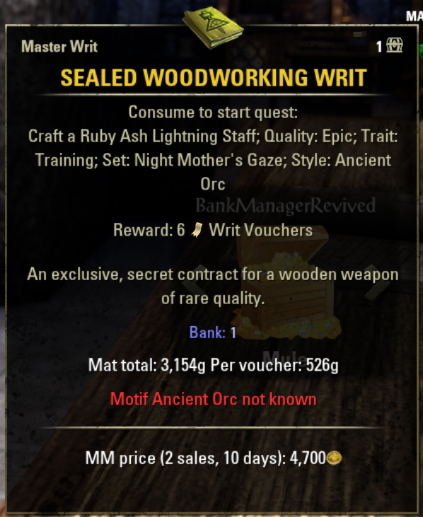 MA
Master Writ
1
SEALED WOODWORKING WRIT
Consume to start quest:
Craft a Ruby Ash Lightning Staff; Quality: Epic; Trait:
Training; Set: Night Mother's Gaze; Style: Ancient
Orc
BankManagerRevived
Reward: 6 Writ Vouchers
An exclusive, secret contract for a wooden weapon
of rare quality.
Bank: 1
Mat total: 3,154g Per voucher: 526g
Motif Ancient Orc not known
MM price (2 sales, 10 days): 4,700